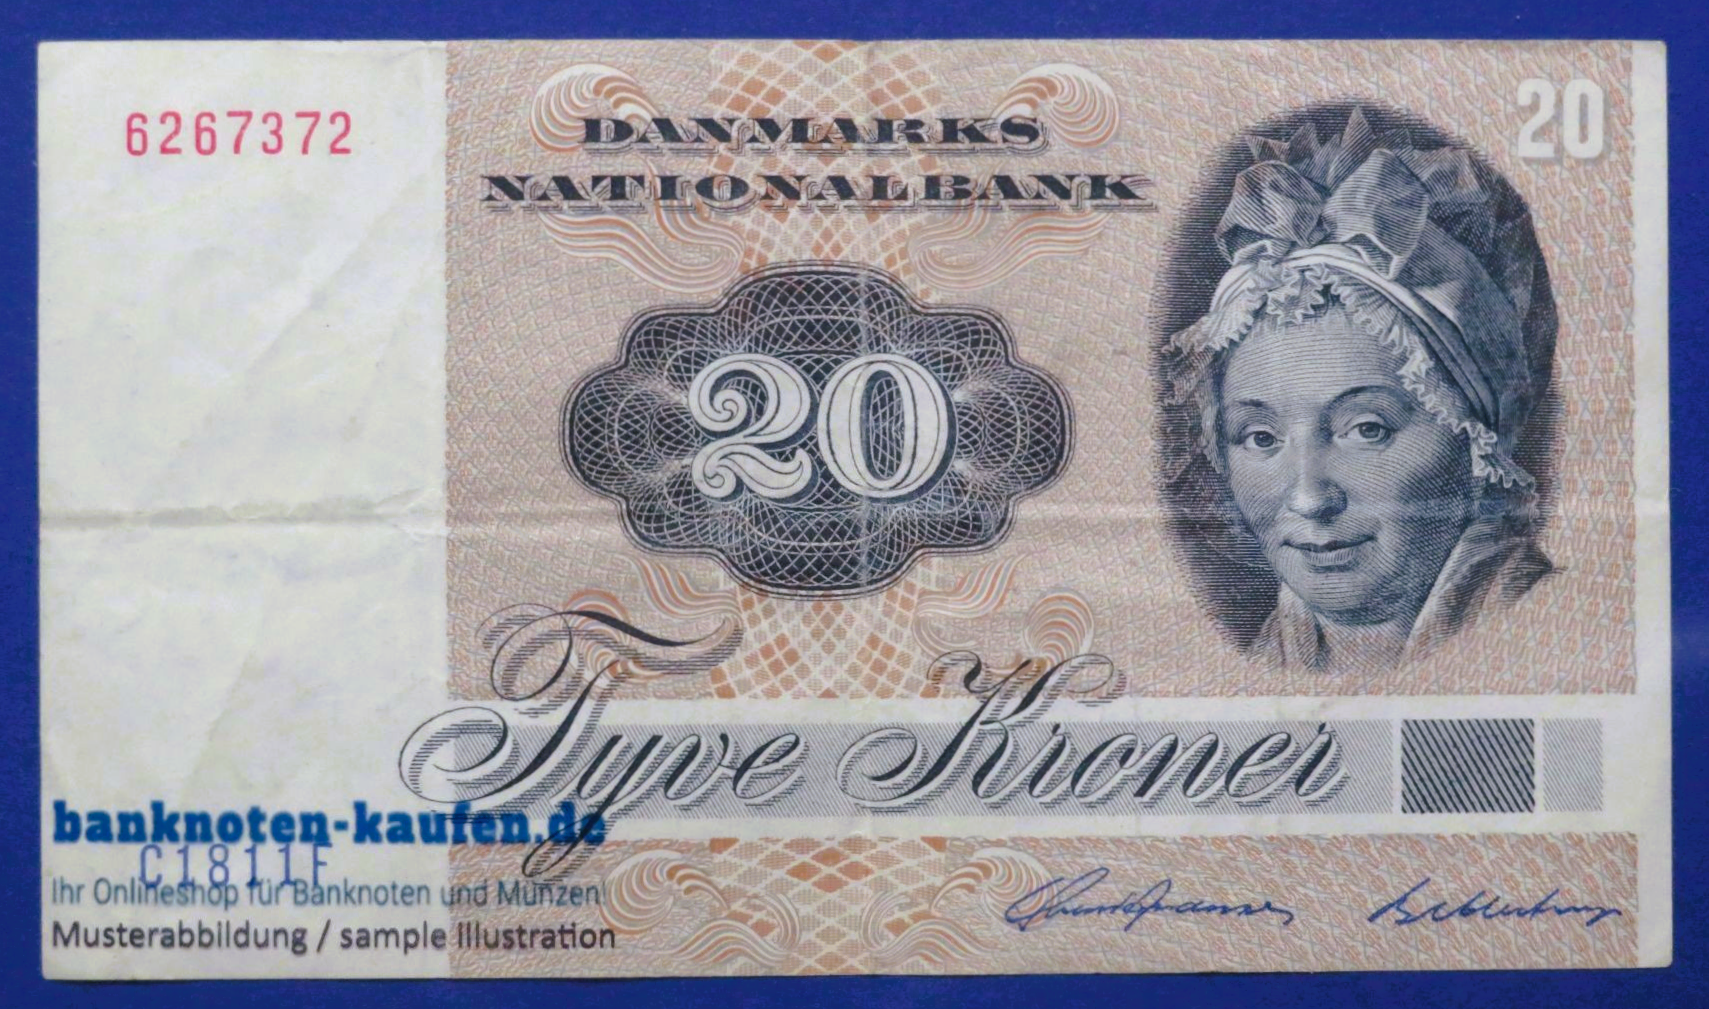 6267372
DANMARKS
NATIONALBANK
20
20
Tyve Kroner
banknoten-kaufen.de
C1811F
Ihr Onlineshop für Banknoten und Münzen!
Musterabbildung / sample Illustration